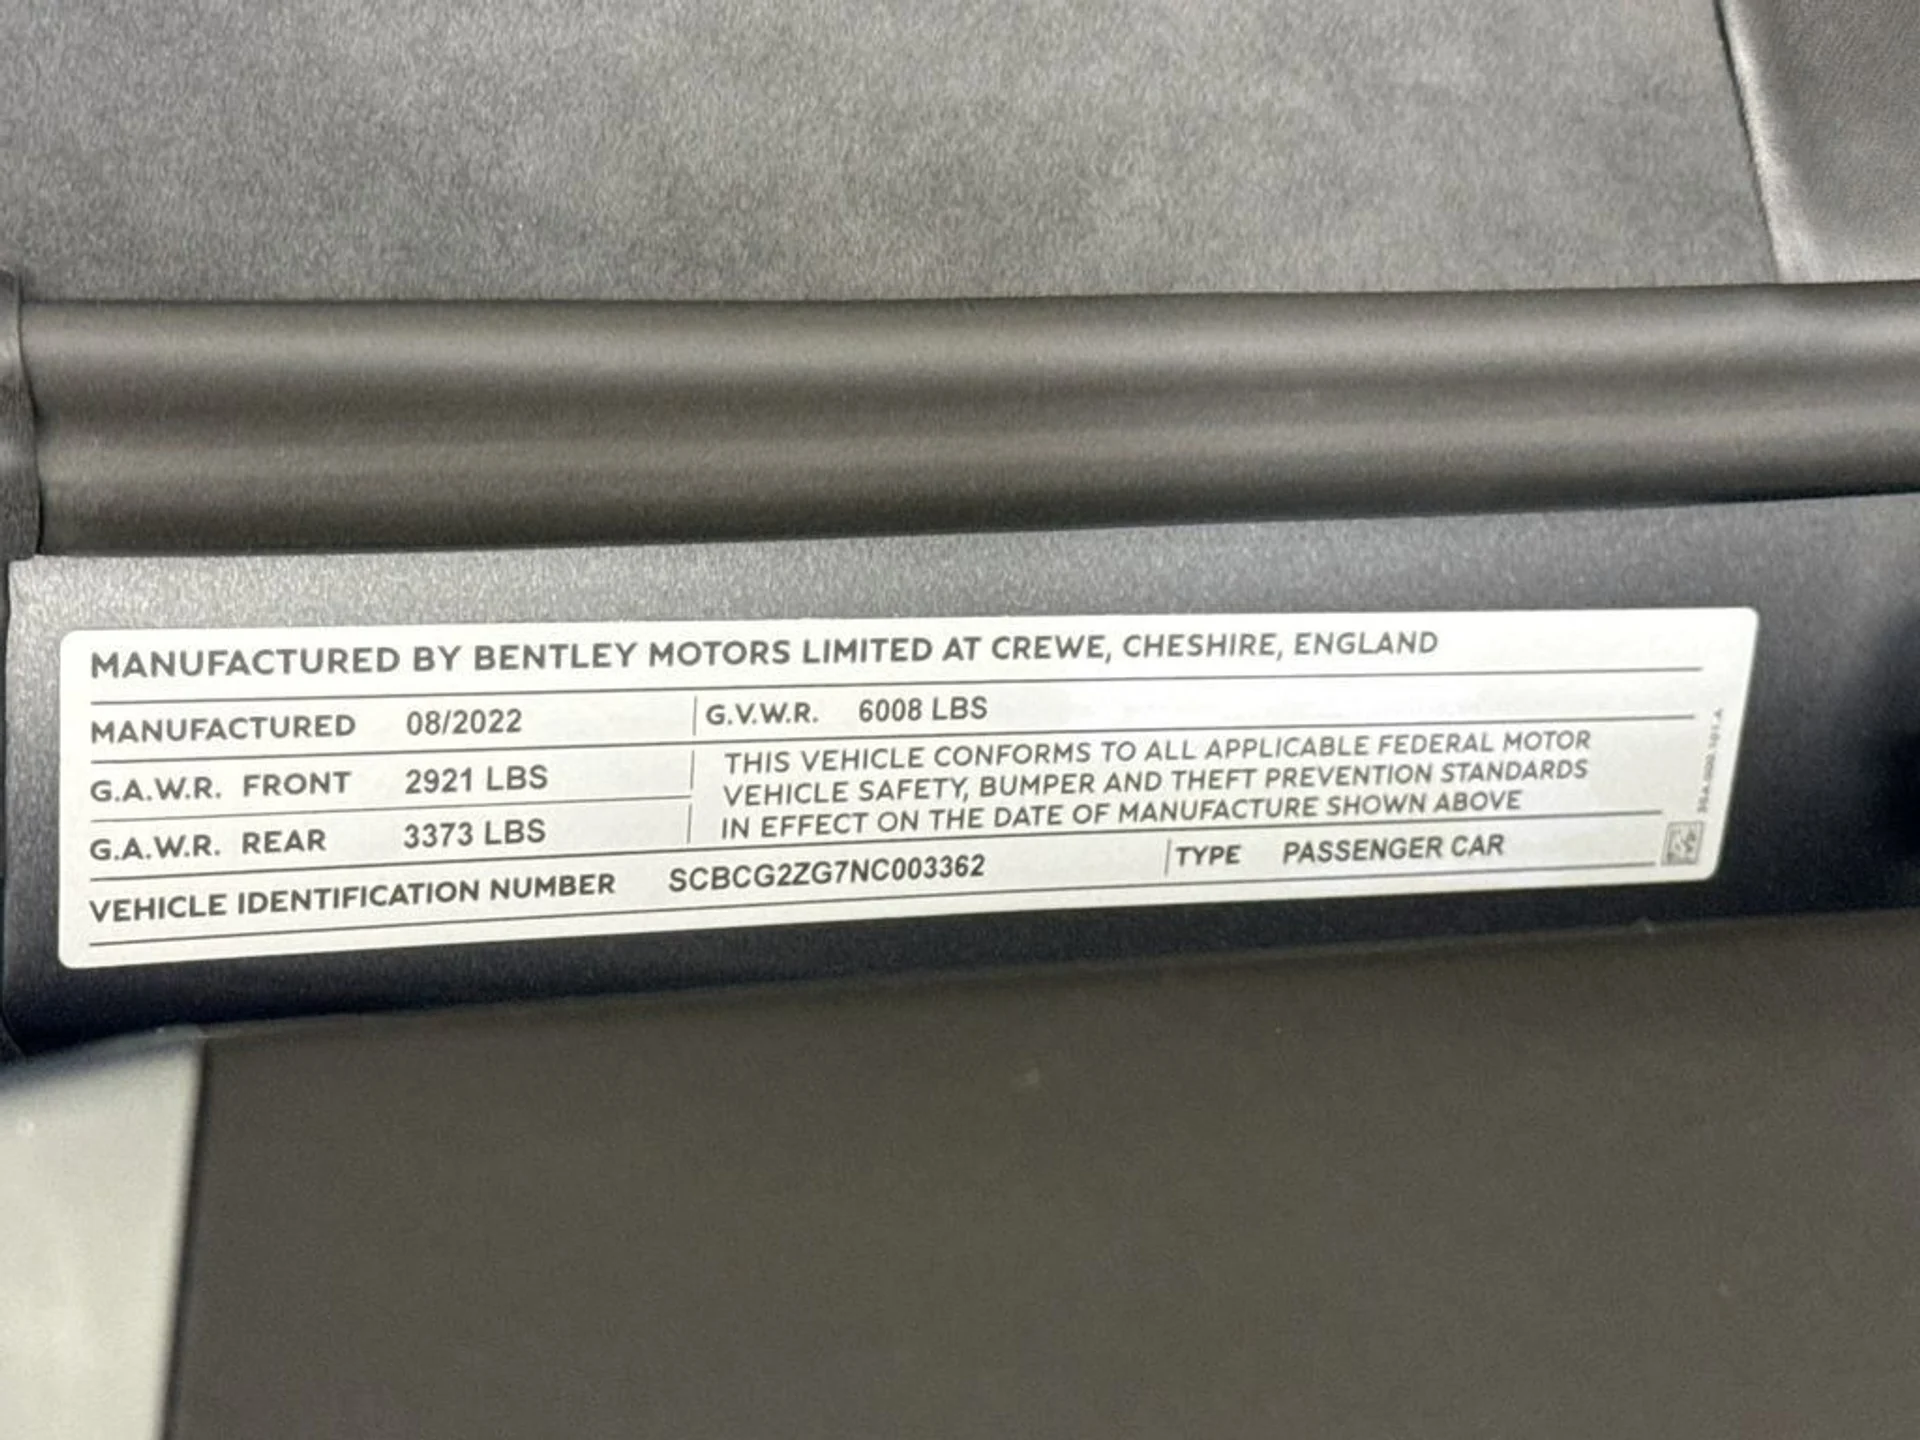 MANUFACTURED BY BENTLEY MOTORS LIMITED AT CREWE, CHESHIRE, ENGLAND
MANUFACTURED 08/2022 G.V.W.R. 6008 LBS
G.A.W.R. FRONT 2921 LBS
G.A.W.R. REAR 3373 LBS
THIS VEHICLE CONFORMS TO ALL APPLICABLE FEDERAL MOTOR
VEHICLE SAFETY, BUMPER AND THEFT PREVENTION STANDARDS
IN EFFECT ON THE DATE OF MANUFACTURE SHOWN ABOVE
VEHICLE IDENTIFICATION NUMBER SCBCG2ZG7NC003362 TYPE PASSENGER CAR